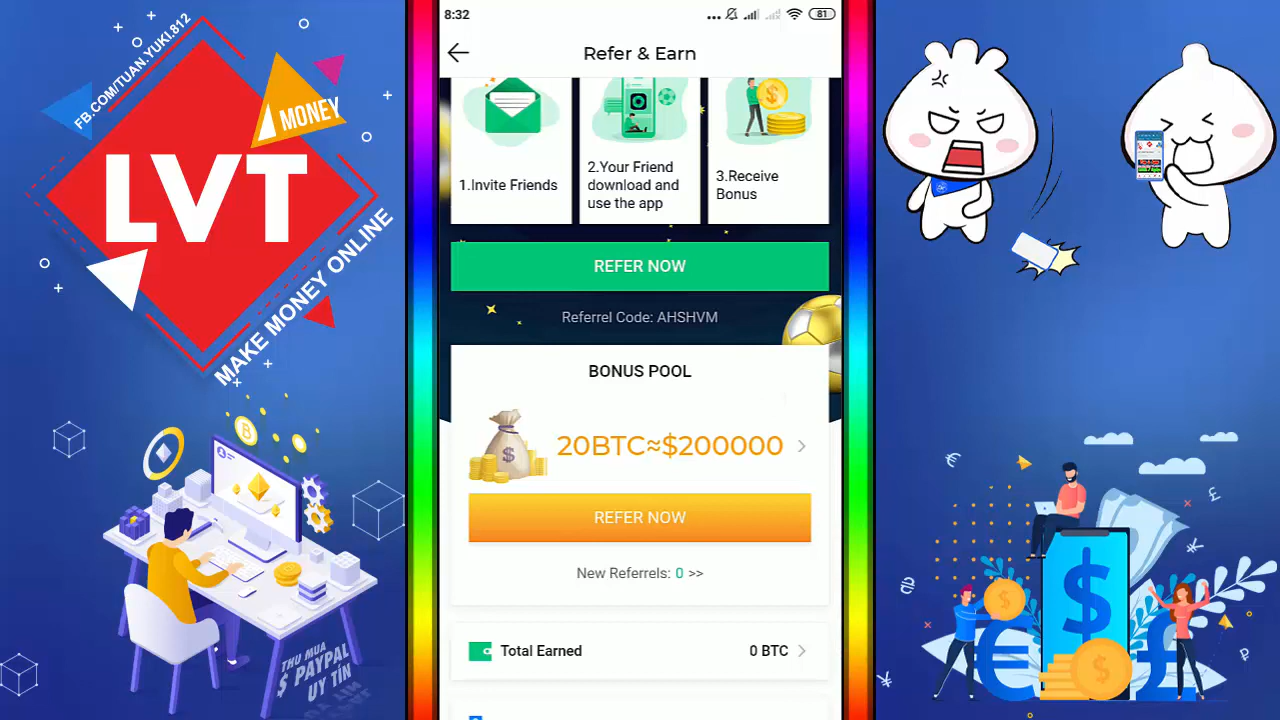 FB.COM/TUAN.YUKI.812
MONEY
LVT
MAKE MONEY ONLINE
THU MUA
$ PAYPAL
UY TÍN
8:32
81
Refer & Earn
1.Invite Friends
2.Your Friend
download and
use the app
3.Receive
Bonus
REFER NOW
Referrel Code: AHSHVM
BONUS POOL
$
20BTC≈$200000
REFER NOW
New Referrels: 0 >>
Total Earned
0 BTC